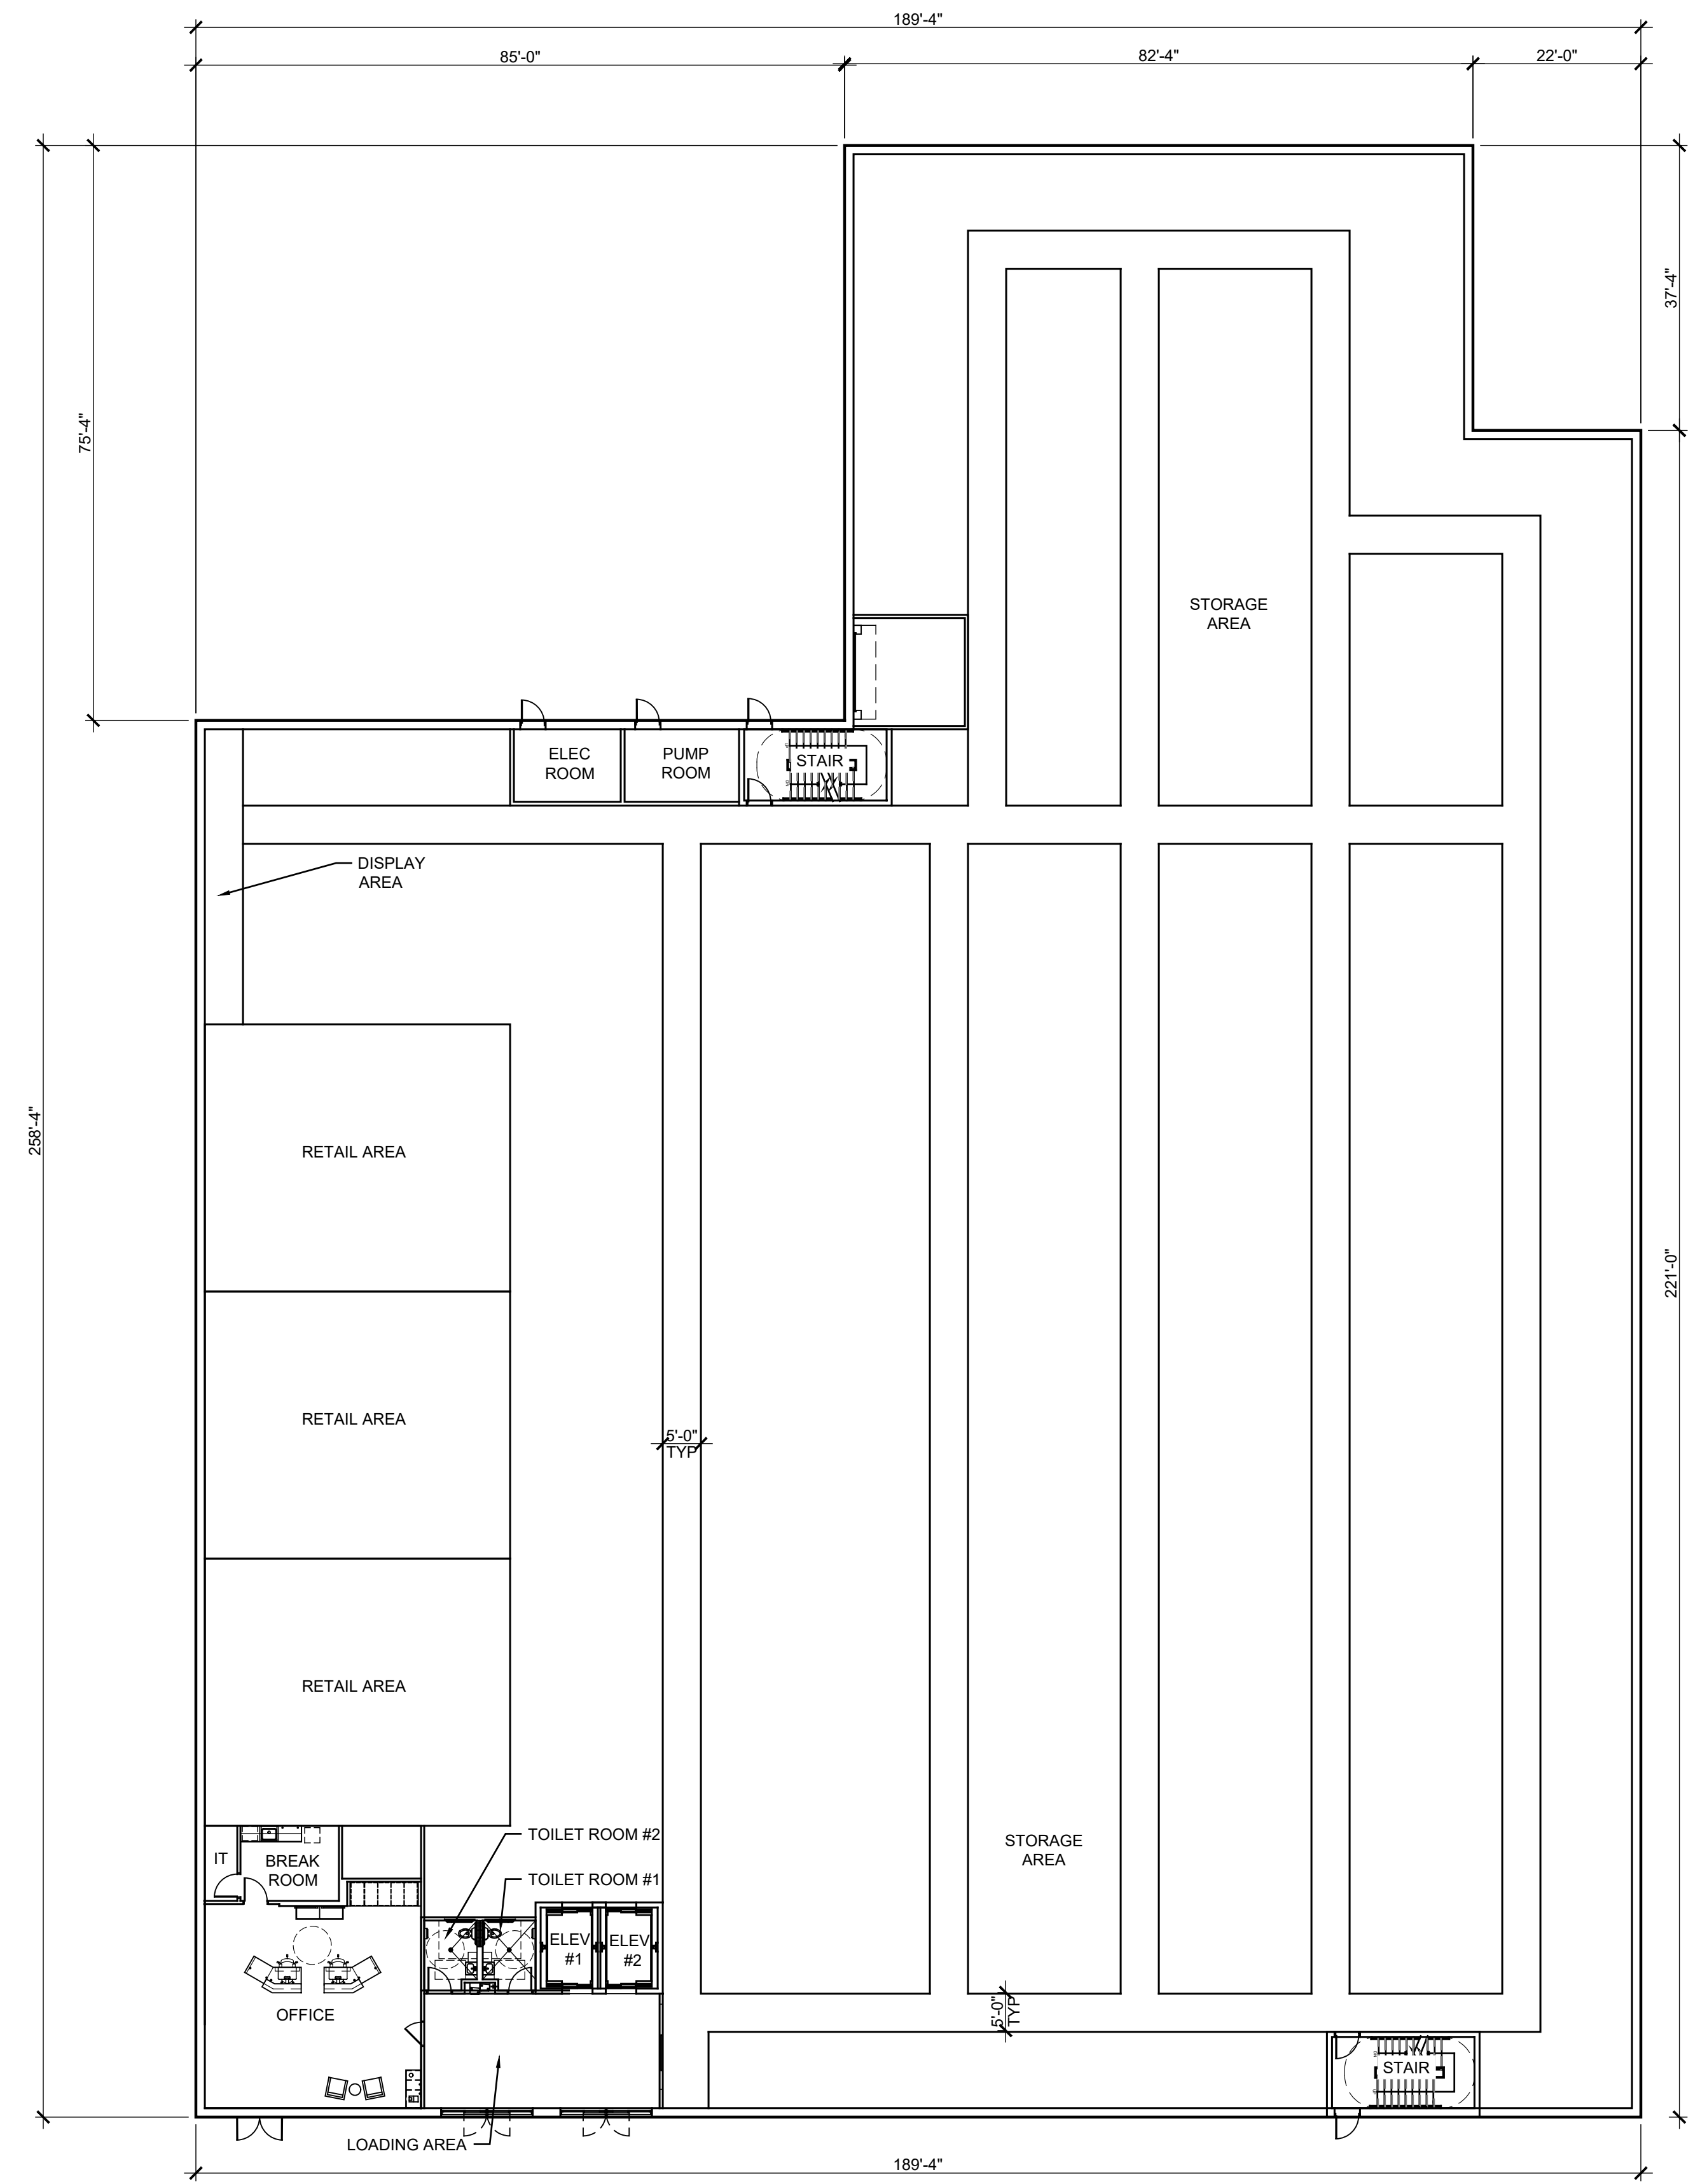 189'-4"
85'-0"
82'-4"
22'-0"
37'-4"
75'-4"
STORAGE
AREA
ELEC
ROOM
PUMP
ROOM
STAIR
DISPLAY
AREA
258'-4"
RETAIL AREA
221'-0"
RETAIL AREA
5'-0"
TYP
RETAIL AREA
TOILET ROOM #2
STORAGE
AREA
IT
BREAK
ROOM
TOILET ROOM #1
ELEV
#1
ELEV
#2
OFFICE
5'-0"
TYP
STAIR
LOADING AREA
189'-4"